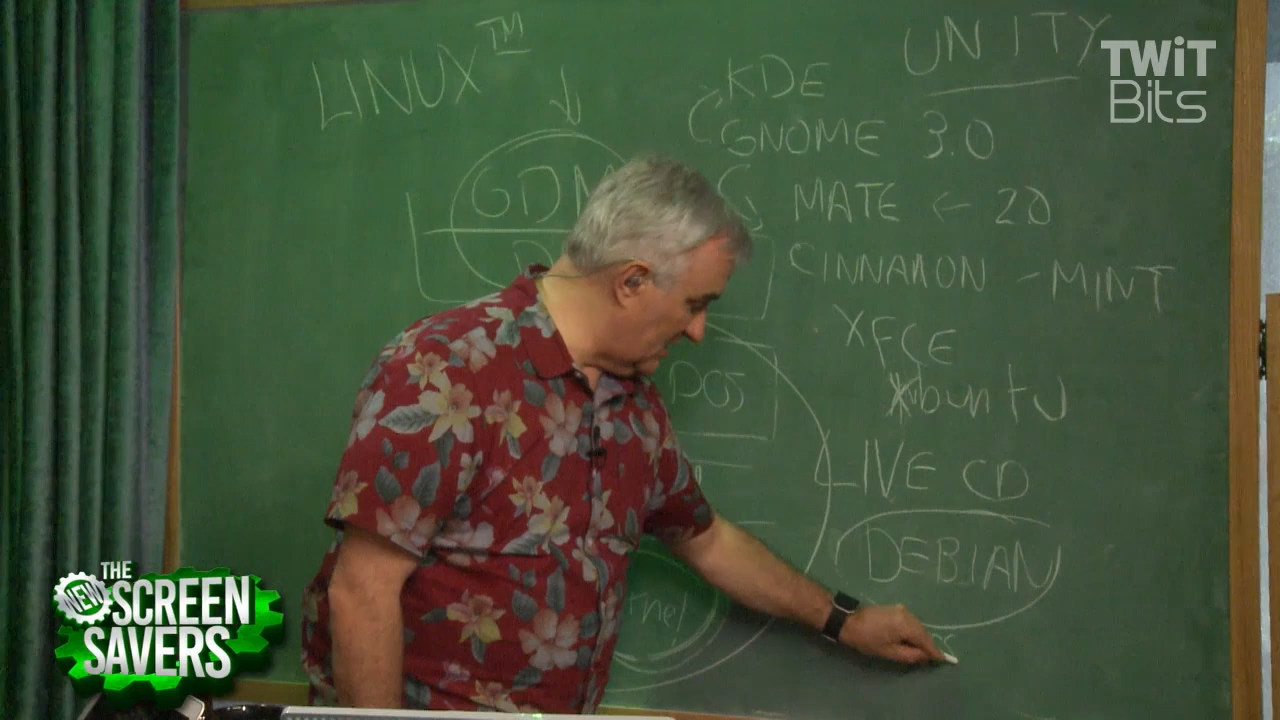 LINUX™
UNITY
TWiT
Bits
KDE
GNOME 3.0
GDM
MATE ← 2.0
CINNAMON - MINT
XFCE
DOS
Xubuntu
LIVE CD
DEBIAN
THE
NEW SCREEN
SAVERS